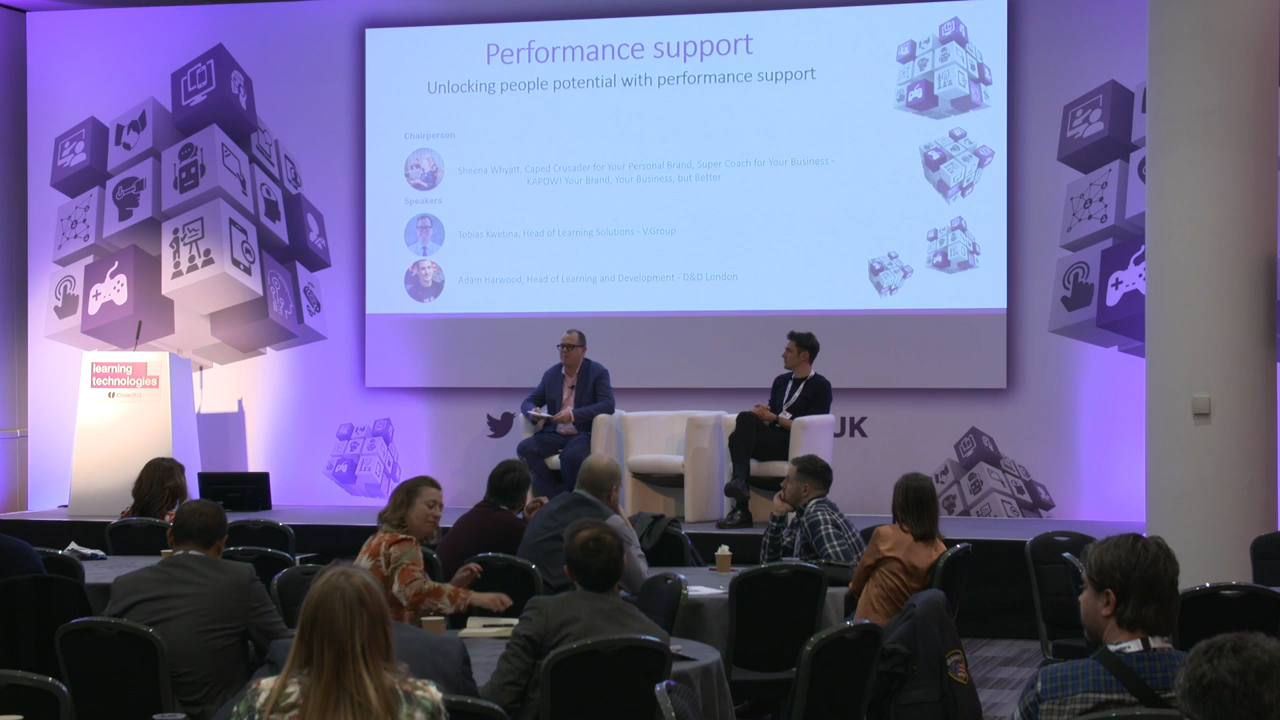 Performance support
Unlocking people potential with performance support
Chairperson
Sheena Whyatt, Caped Crusader for Your Personal Brand, Super Coach for Your Business -
KAPOW! Your Brand, Your Business, but Better
Speakers
Tobias Kwetina, Head of Learning Solutions - V.Group
Adam Harwood, Head of Learning and Development - D&D London
learning
technologies
UK